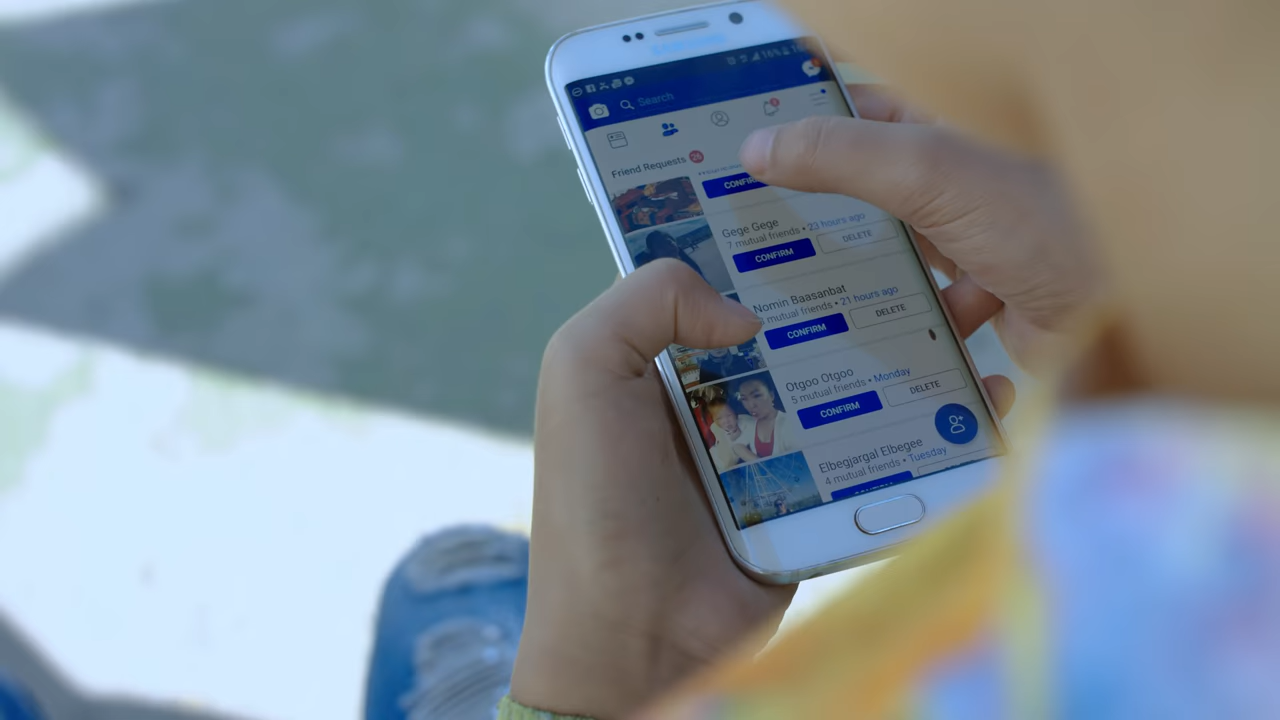 SAMSUNG
16%
Search
Friend Requests
CONFIRM
Gege Gege
7 mutual friends • 23 hours ago
CONFIRM
DELETE
Nomin Baasanbat
mutual friends • 21 hours ago
CONFIRM
DELETE
Otgoo Otgoo
5 mutual friends • Monday
CONFIRM
DELETE
Elbegjargal Elbegee
4 mutual friends • Tuesday